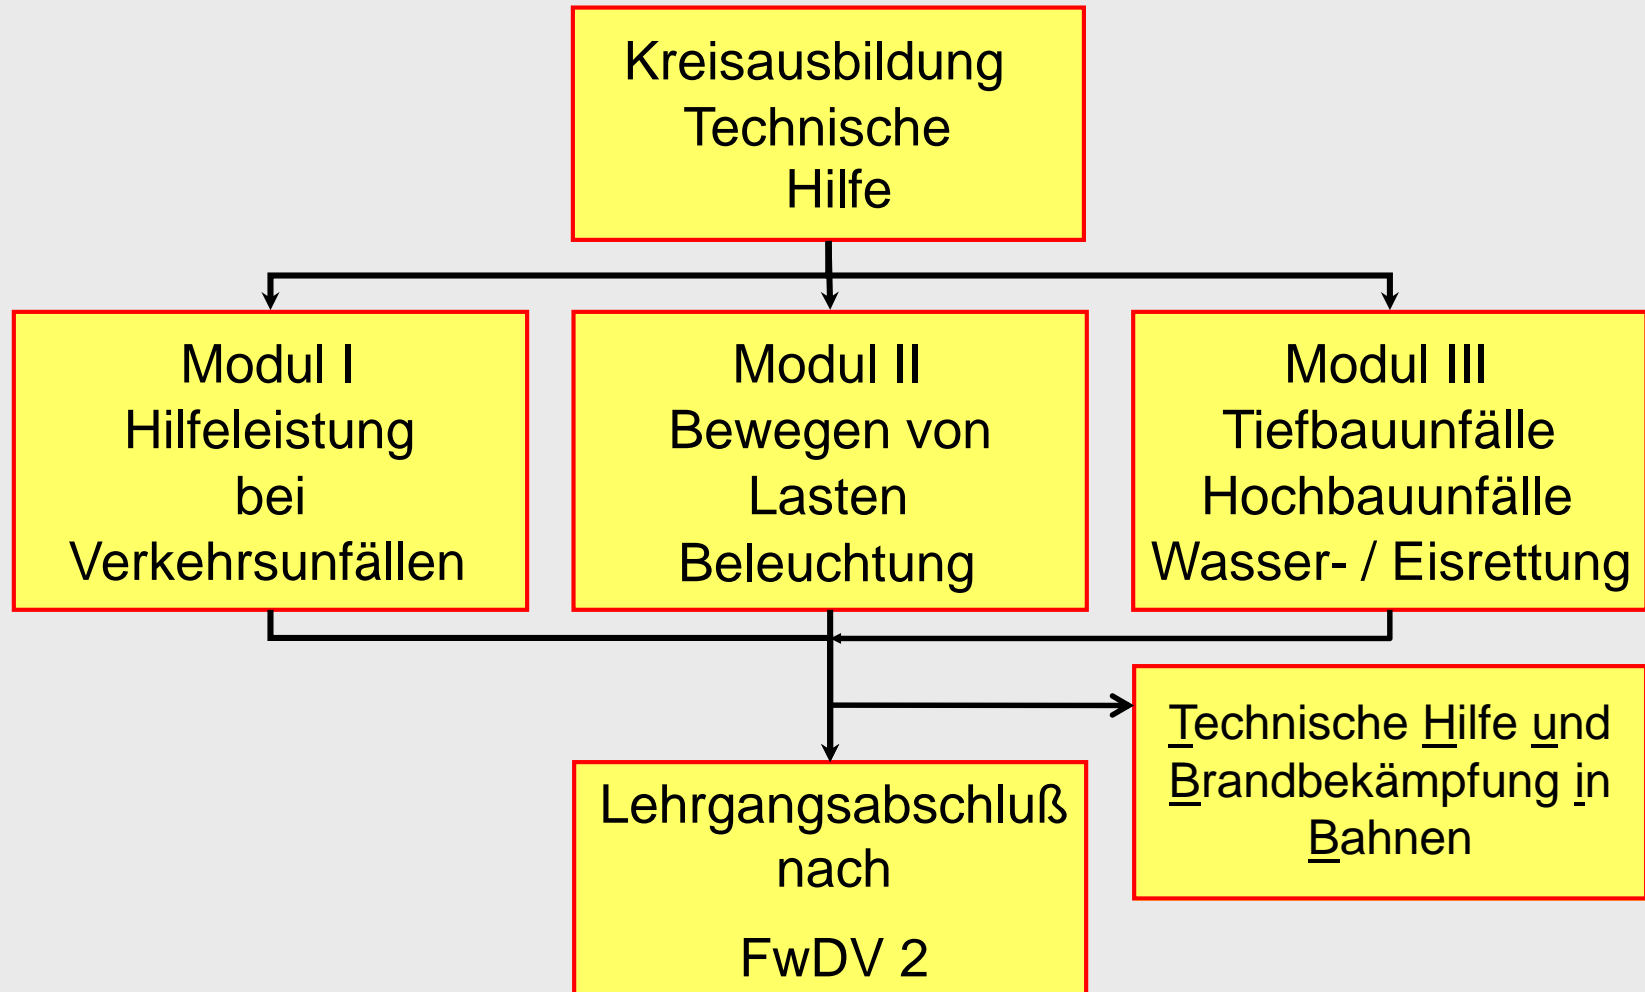 Kreisausbildung
Technische
Hilfe
Modul I
Hilfeleistung
bei
Verkehrsunfällen
Modul II
Bewegen von
Lasten
Beleuchtung
Modul III
Tiefbauunfälle
Hochbauunfälle
Wasser- / Eisrettung
Technische Hilfe und
Brandbekämpfung in
Bahnen
Lehrgangsabschluß
nach
FwDV 2